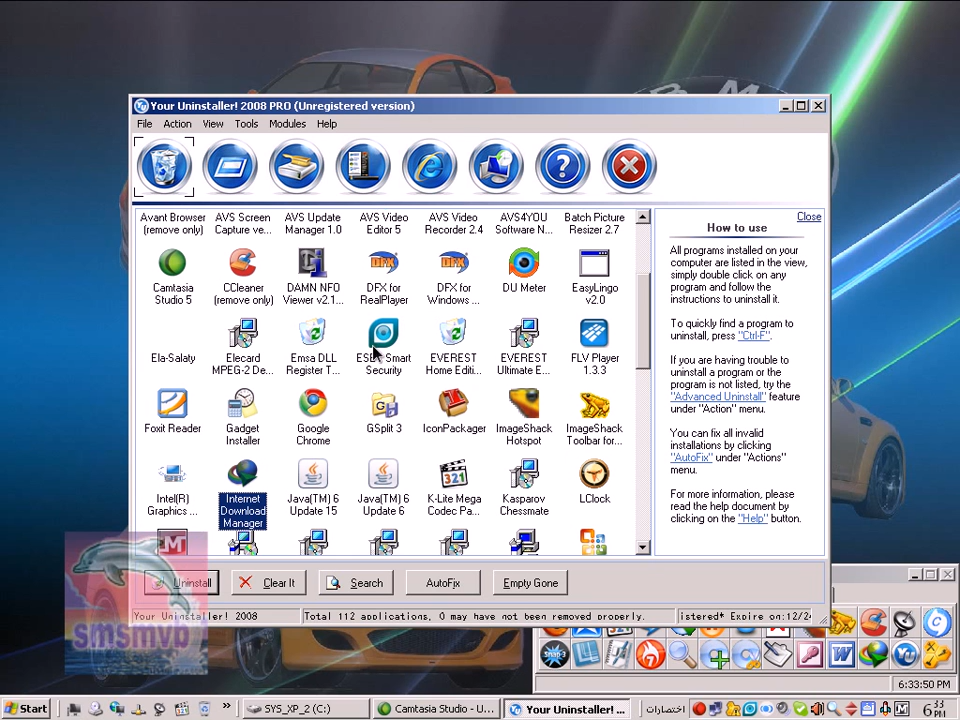 Your Uninstaller! 2008 PRO (Unregistered version)
File Action View Tools Modules Help
Close
How to use
Avant Browser (remove only)
AVS Screen Capture ve...
AVS Update Manager 1.0
AVS Video Editor 5
AVS Video Recorder 2.4
AVS4YOU Software N...
Batch Picture Resizer 2.7
Camtasia Studio 5
CCleaner (remove only)
DAMN NFO Viewer v2.1...
DFX for RealPlayer
DFX for Windows ...
DU Meter
EasyLingo v2.0
Ela-Salaty
Elecard MPEG-2 De...
Emsa DLL Register T...
ESET Smart Security
EVEREST Home Editi...
EVEREST Ultimate E...
FLV Player 1.3.3
Foxit Reader
Gadget Installer
Google Chrome
GSplit 3
IconPackager
ImageShack Hotspot
ImageShack Toolbar for...
Intel(R) Graphics ...
Internet Download Manager
Java(TM) 6 Update 15
Java(TM) 6 Update 6
K-Lite Mega Codec Pa...
Kasparov Chessmate
LClock
All programs installed on your
computer are listed in the view,
simply double click on any
program and follow the
instructions to uninstall it.
To quickly find a program to
uninstall, press "Ctrl-F".
If you are having trouble to
uninstall a program or the
program is not listed, try the
"Advanced Uninstall" feature
under "Action" menu.
You can fix all invalid
installations by clicking
"AutoFix" under "Actions"
menu.
For more information, please
read the help document by
clicking on the "Help" button.
Uninstall Clear It Search AutoFix Empty Gone
Your Uninstaller! 2008 Total 112 applications, 0 may have not been removed properly. istered* Expire on:12/2
smsmvb
6:33:50 PM
Start SYS_XP_2 (C:) Camtasia Studio - U... Your Uninstaller! 2008... اختصارات 6 33 PM